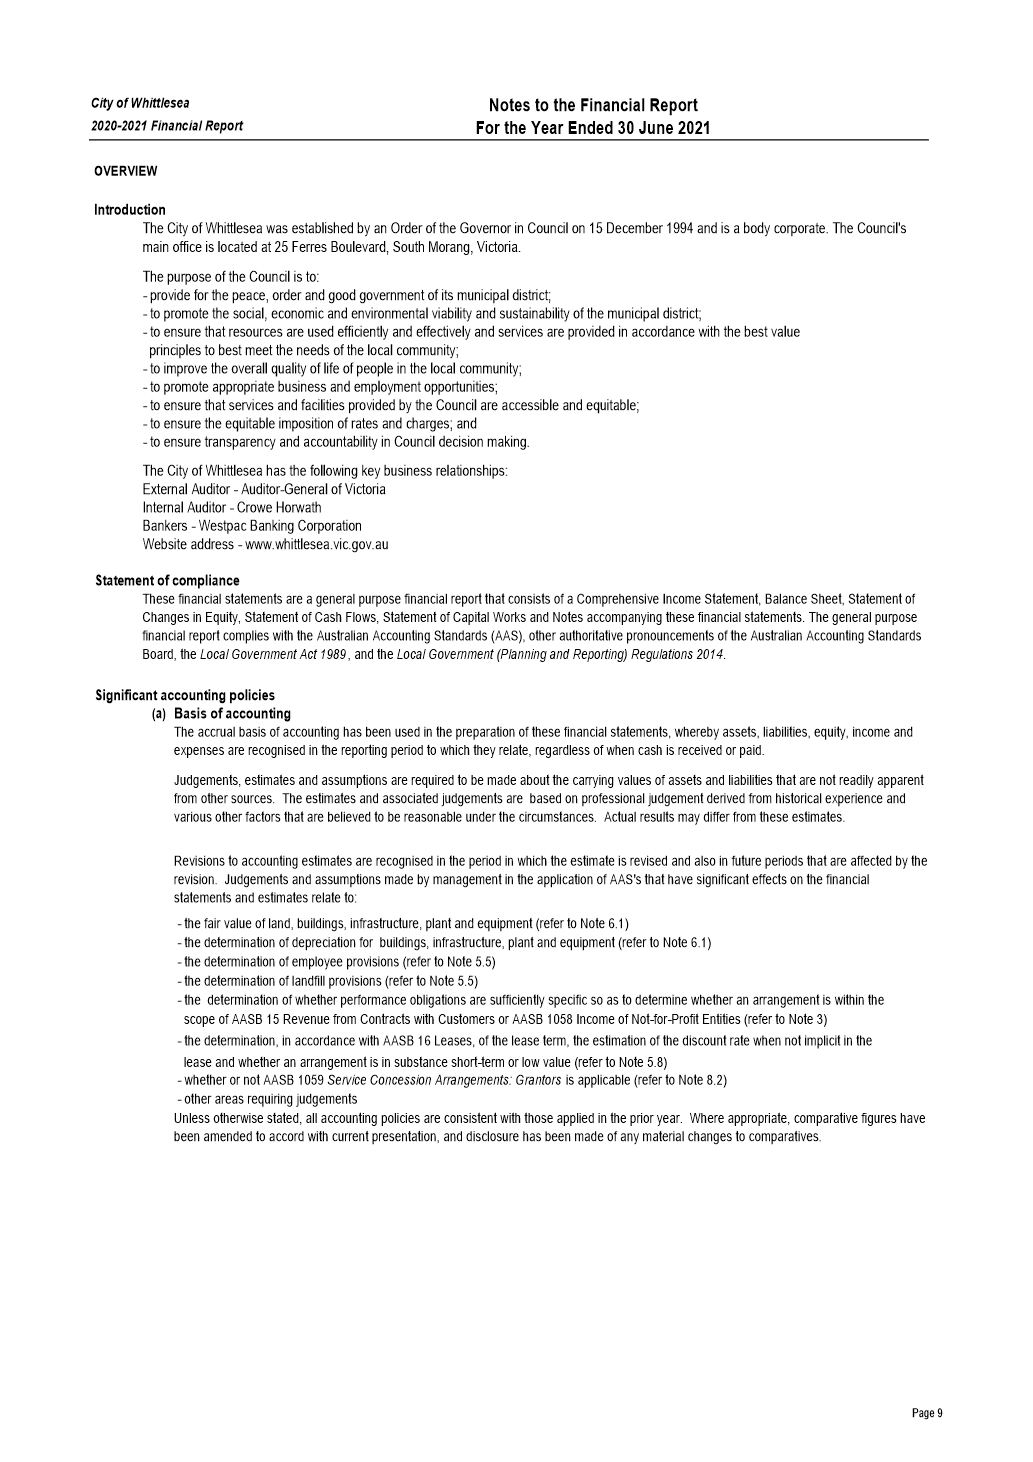 City of Whittlesea
Notes to the Financial Report
2020-2021 Financial Report
For the Year Ended 30 June 2021
OVERVIEW
Introduction
The City of Whittlesea was established by an Order of the Governor in Council on 15 December 1994 and is a body corporate. The Council's
main office is located at 25 Ferres Boulevard, South Morang, Victoria.
The purpose of the Council is to:
- provide for the peace, order and good government of its municipal district;
- to promote the social, economic and environmental viability and sustainability of the municipal district;
- to ensure that resources are used efficiently and effectively and services are provided in accordance with the best value
principles to best meet the needs of the local community;
- to improve the overall quality of life of people in the local community;
- to promote appropriate business and employment opportunities;
- to ensure that services and facilities provided by the Council are accessible and equitable;
- to ensure the equitable imposition of rates and charges; and
- to ensure transparency and accountability in Council decision making.
The City of Whittlesea has the following key business relationships:
External Auditor - Auditor-General of Victoria
Internal Auditor - Crowe Horwath
Bankers - Westpac Banking Corporation
Website address - www.whittlesea.vic.gov.au
Statement of compliance
These financial statements are a general purpose financial report that consists of a Comprehensive Income Statement, Balance Sheet, Statement of
Changes in Equity, Statement of Cash Flows, Statement of Capital Works and Notes accompanying these financial statements. The general purpose
financial report complies with the Australian Accounting Standards (AAS), other authoritative pronouncements of the Australian Accounting Standards
Board, the Local Government Act 1989, and the Local Government (Planning and Reporting) Regulations 2014.
Significant accounting policies
(a) Basis of accounting
The accrual basis of accounting has been used in the preparation of these financial statements, whereby assets, liabilities, equity, income and
expenses are recognised in the reporting period to which they relate, regardless of when cash is received or paid.
Judgements, estimates and assumptions are required to be made about the carrying values of assets and liabilities that are not readily apparent
from other sources. The estimates and associated judgements are based on professional judgement derived from historical experience and
various other factors that are believed to be reasonable under the circumstances. Actual results may differ from these estimates.
Revisions to accounting estimates are recognised in the period in which the estimate is revised and also in future periods that are affected by the
revision. Judgements and assumptions made by management in the application of AAS's that have significant effects on the financial
statements and estimates relate to:
- the fair value of land, buildings, infrastructure, plant and equipment (refer to Note 6.1)
- the determination of depreciation for buildings, infrastructure, plant and equipment (refer to Note 6.1)
- the determination of employee provisions (refer to Note 5.5)
- the determination of landfill provisions (refer to Note 5.5)
- the determination of whether performance obligations are sufficiently specific so as to determine whether an arrangement is within the
scope of AASB 15 Revenue from Contracts with Customers or AASB 1058 Income of Not-for-Profit Entities (refer to Note 3)
- the determination, in accordance with AASB 16 Leases, of the lease term, the estimation of the discount rate when not implicit in the
lease and whether an arrangement is in substance short-term or low value (refer to Note 5.8)
- whether or not AASB 1059 Service Concession Arrangements: Grantors is applicable (refer to Note 8.2)
- other areas requiring judgements
Unless otherwise stated, all accounting policies are consistent with those applied in the prior year. Where appropriate, comparative figures have
been amended to accord with current presentation, and disclosure has been made of any material changes to comparatives.
Page 9